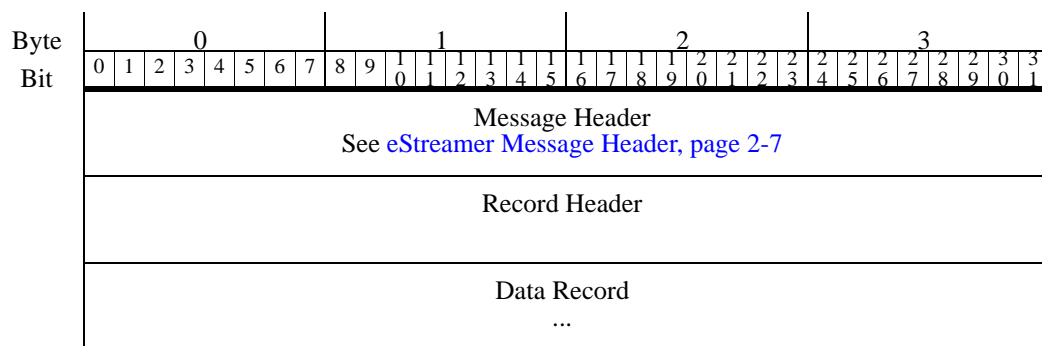 Byte 0 1 2 3
Bit 0 1 2 3 4 5 6 7 8 9 10 11 12 13 14 15 16 17 18 19 20 21 22 23 24 25 26 27 28 29 30 31
Message Header
See eStreamer Message Header, page 2-7
Record Header
Data Record
...